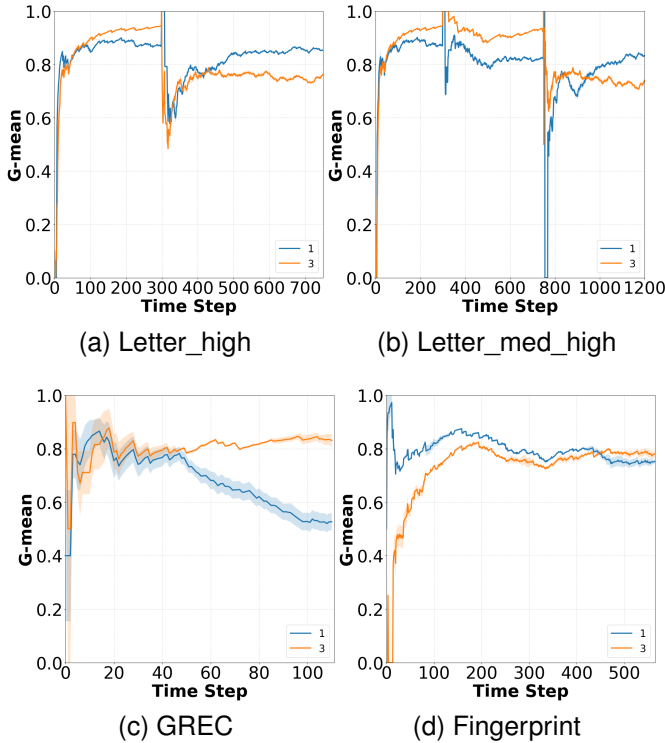 1.0
0.8
0.6
0.4
0.2
0.0
G-mean
0 100 200 300 400 500 600 700
Time Step
1
3
(a) Letter_high
1.0
0.8
0.6
0.4
0.2
0.0
G-mean
0 200 400 600 800 1000 1200
Time Step
1
3
(b) Letter_med_high
1.0
0.8
0.6
0.4
0.2
0.0
G-mean
0 20 40 60 80 100
Time Step
1
3
(c) GREC
1.0
0.8
0.6
0.4
0.2
0.0
G-mean
0 100 200 300 400 500
Time Step
1
3
(d) Fingerprint